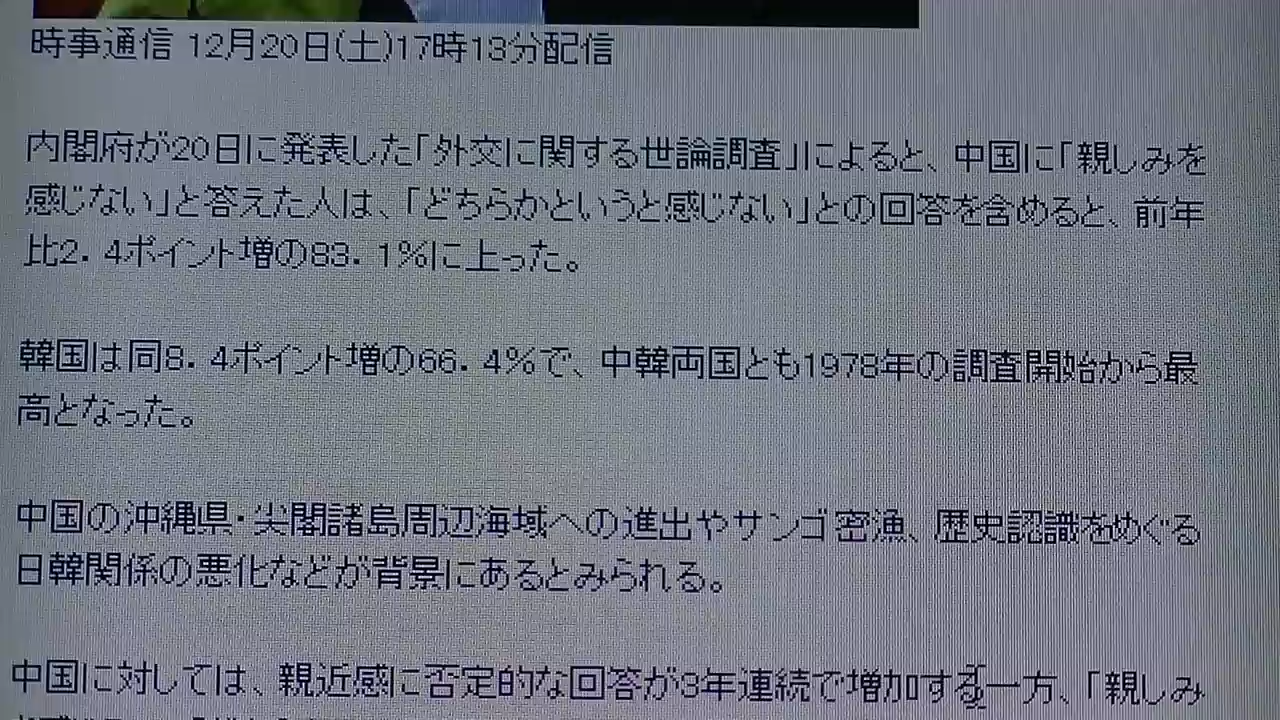 時事通信 12月20日(土)17時13分配信
内閣府が20日に発表した「外交に関する世論調査」によると、中国に「親しみを
感じない」と答えた人は、「どちらかというと感じない」との回答を含めると、前年
比2.4ポイント増の83.1%に上った。
韓国は同8.4ポイント増の66.4%で、中韓両国とも1978年の調査開始から最
高となった。
中国の沖縄県・尖閣諸島周辺海域への進出やサンゴ密漁、歴史認識をめぐる
日韓関係の悪化などが背景にあるとみられる。
中国に対しては、親近感に否定的な回答が3年連続で増加する一方、「親しみ